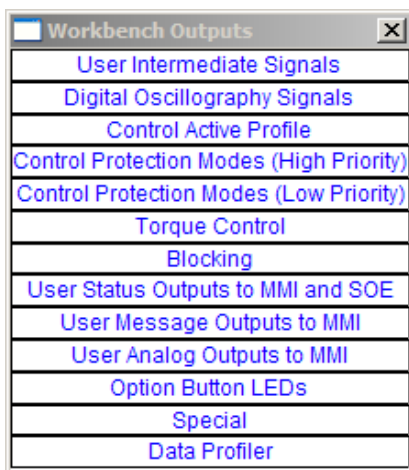 Workbench Outputs
User Intermediate Signals
Digital Oscillography Signals
Control Active Profile
Control Protection Modes (High Priority)
Control Protection Modes (Low Priority)
Torque Control
Blocking
User Status Outputs to MMI and SOE
User Message Outputs to MMI
User Analog Outputs to MMI
Option Button LEDs
Special
Data Profiler